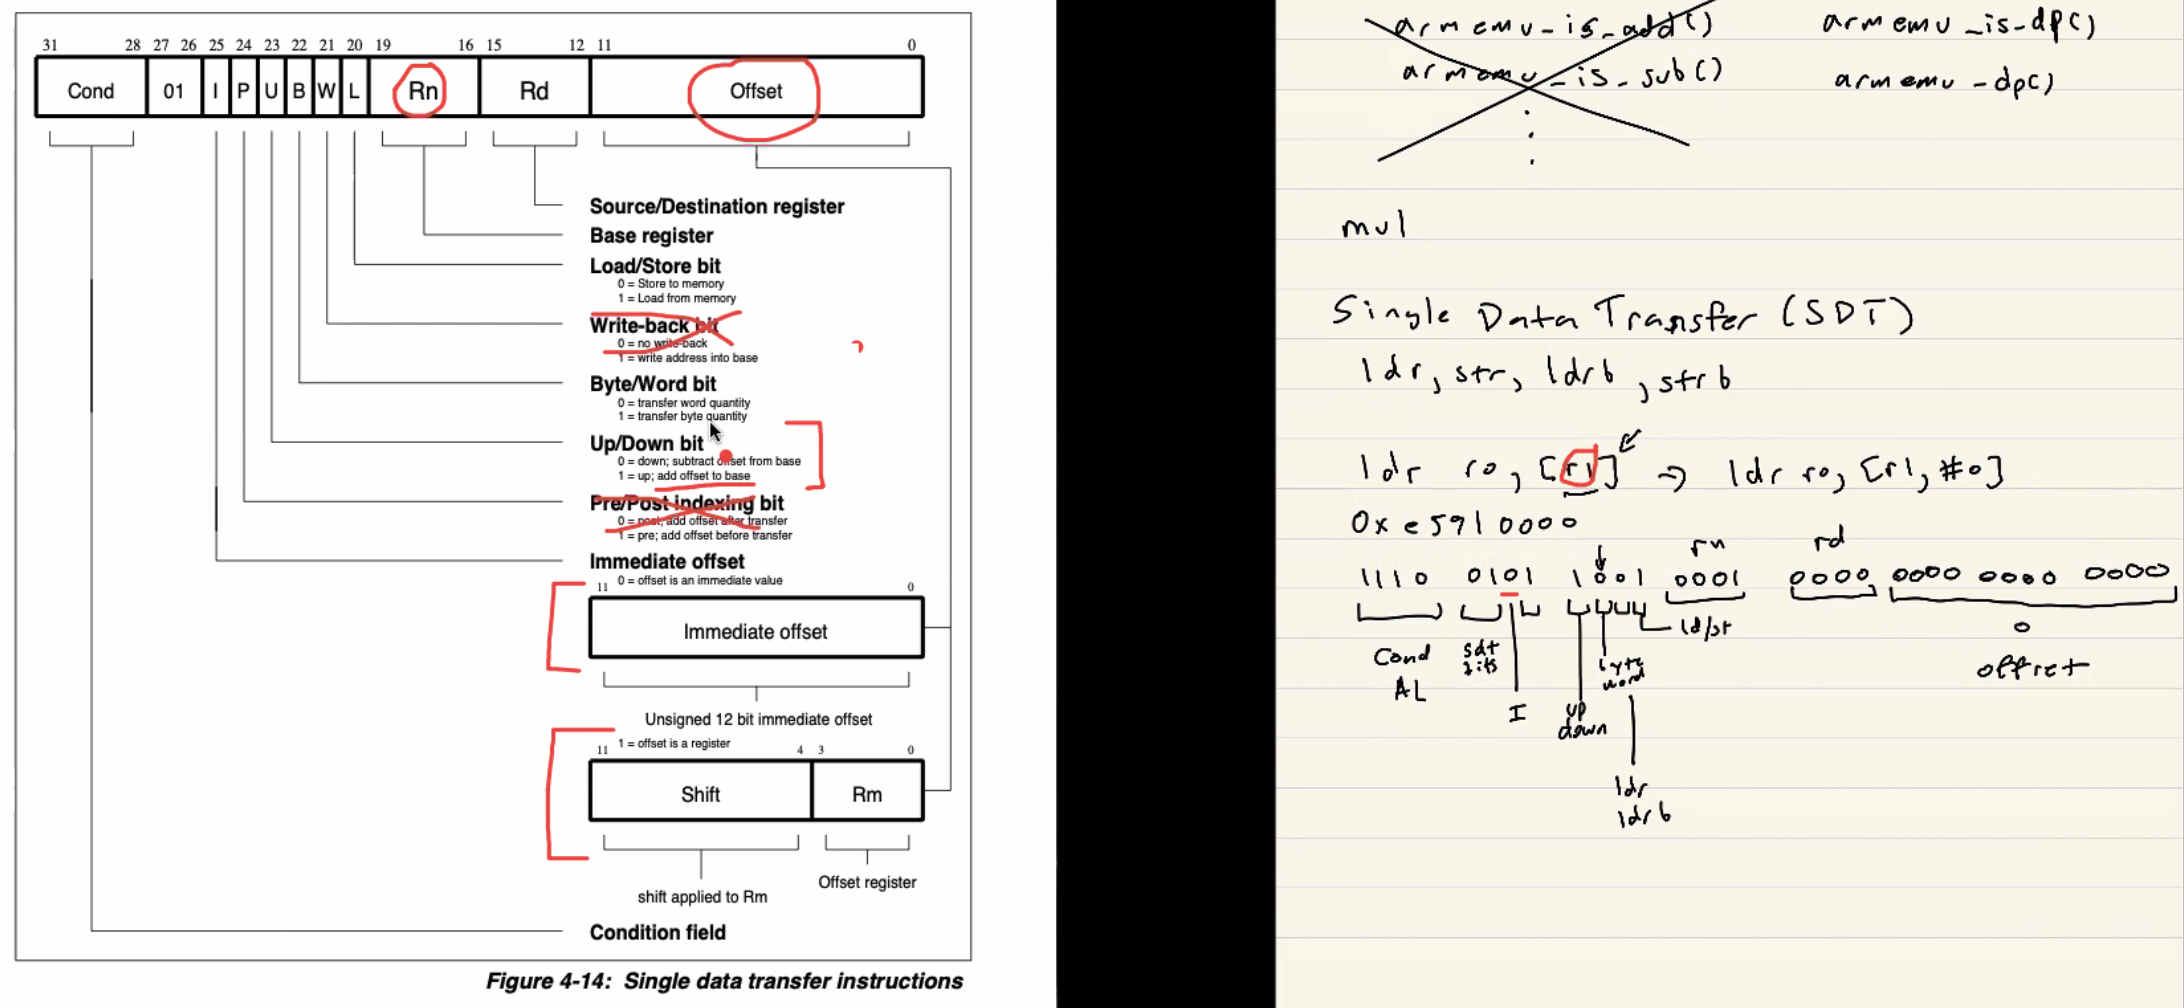 31 28 27 26 25 24 23 22 21 20 19 16 15 12 11 0
Cond 01 I P U B W L Rn Rd Offset
Source/Destination register
Base register
Load/Store bit
0 = Store to memory
1 = Load from memory
Write-back bit
0 = no write-back
1 = write address into base
Byte/Word bit
0 = transfer word quantity
1 = transfer byte quantity
Up/Down bit
0 = down; subtract offset from base
1 = up; add offset to base
Pre/Post indexing bit
0 = post; add offset after transfer
1 = pre; add offset before transfer
Immediate offset
0 = offset is an immediate value
11 0
Immediate offset
Unsigned 12 bit immediate offset
1 = offset is a register
11 4 3 0
Shift Rm
Offset register
shift applied to Rm
Condition field
Figure 4-14: Single data transfer instructions
armemu_is_add() armemu_is_dp()
armemu_is_sub() armemu_dp()
mul
Single Data Transfer (SDT)
ldr, str, ldrb, strb
ldr r0, [r1] => ldr r0, [r1, #0]
0xe5910000
rn rd
1110 0101 1001 0001 0000 0000 0000 0000
ld/st 0
Cond sdt bits byte word offset
AL
I up down
ldr
ldrb